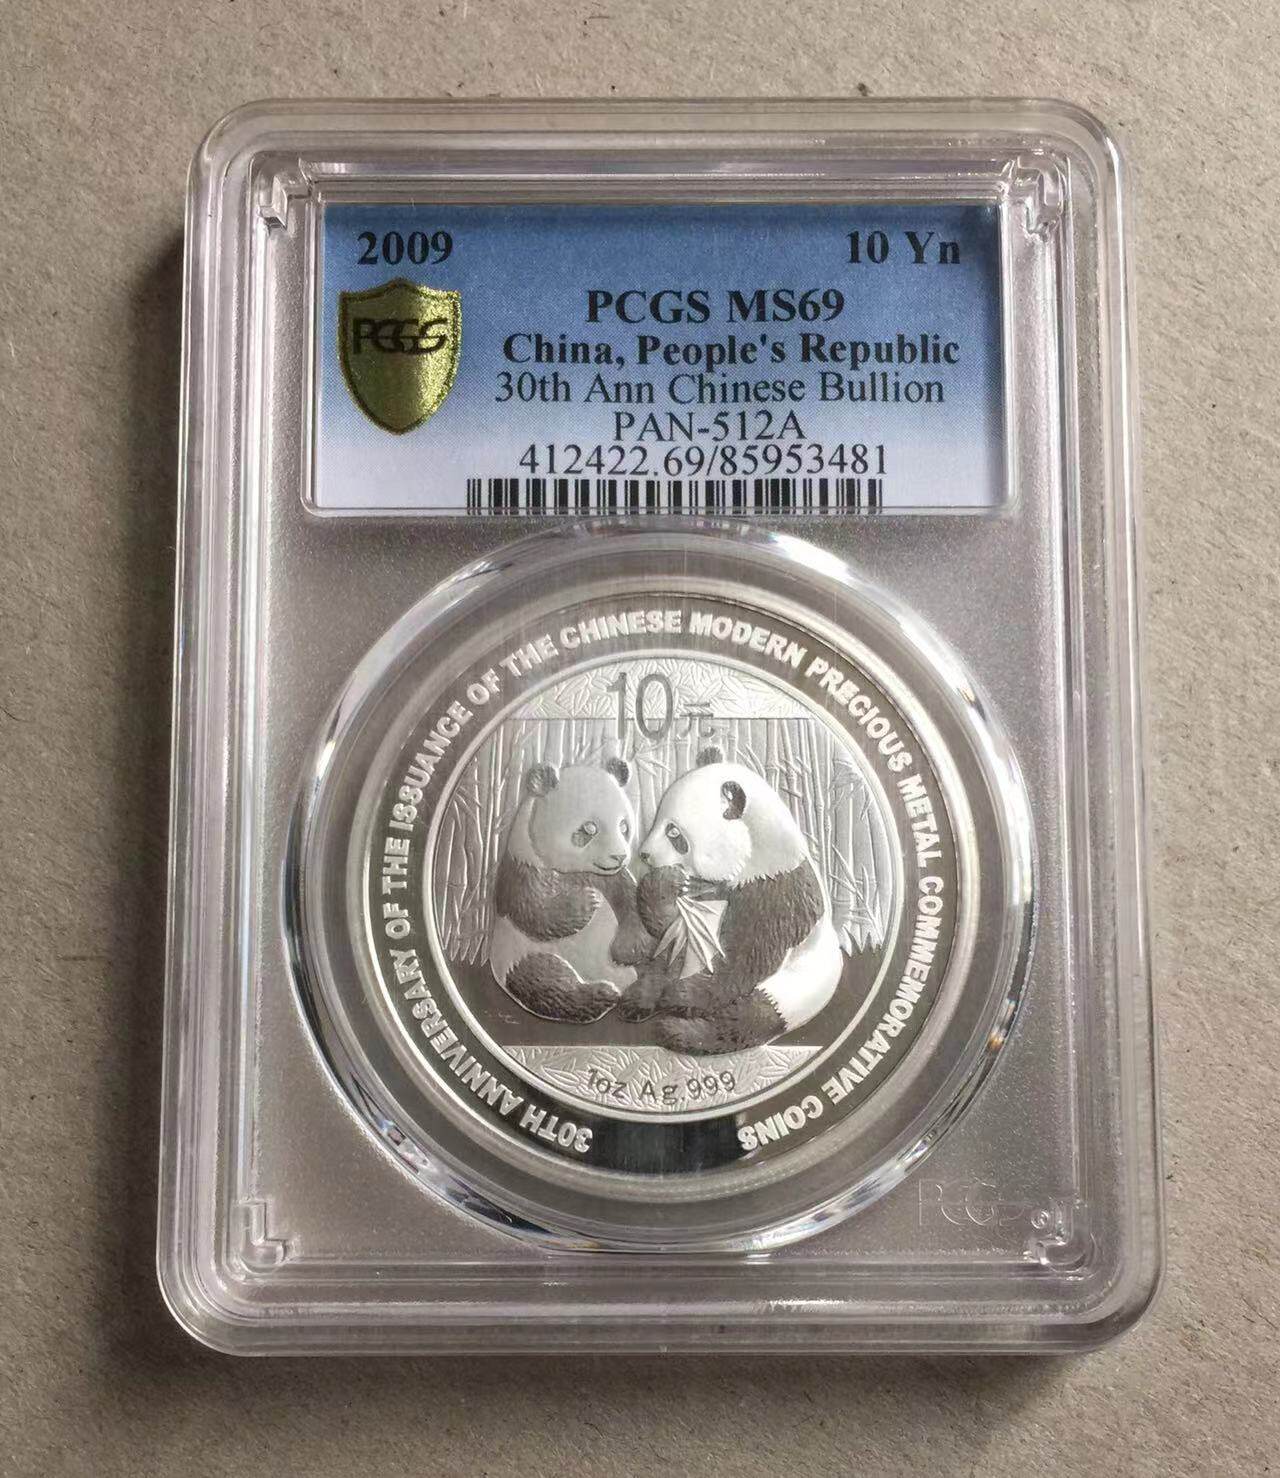 2009 10 Yn
PCGS
PCGS MS69
China, People's Republic
30th Ann Chinese Bullion
PAN-512A
412422.69/85953481
30TH ANNIVERSARY OF THE ISSUANCE OF THE CHINESE MODERN PRECIOUS METAL COMMEMORATIVE COINS
10元
1oz Ag.999
PCGS